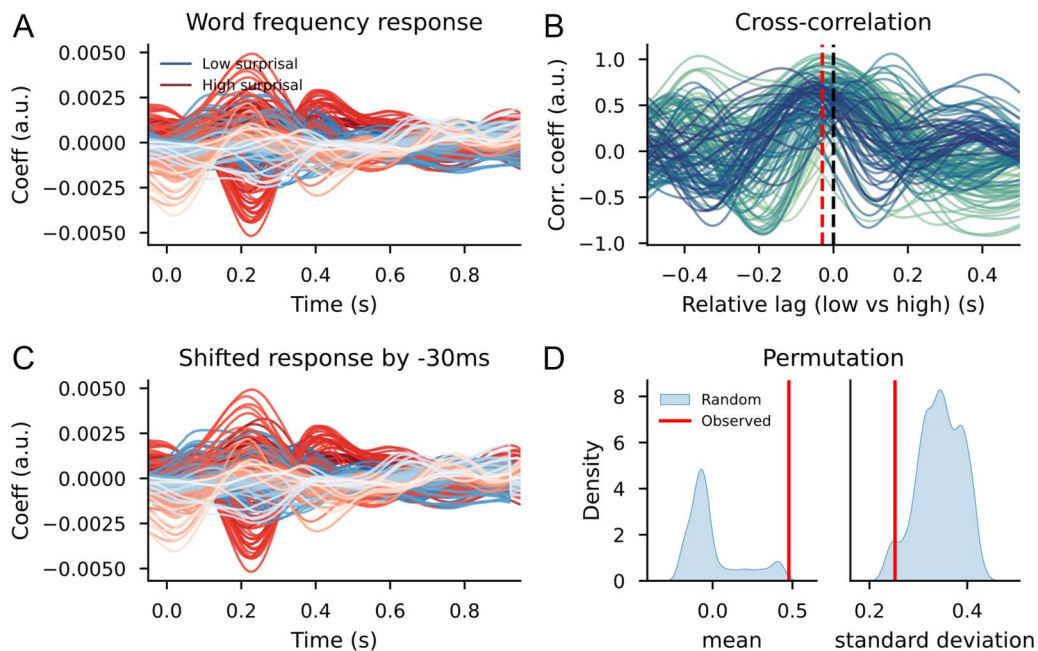 A
Word frequency response
0.0050
0.0025
0.0000
−0.0025
−0.0050
Coeff (a.u.)
Low surprisal
High surprisal
0.0 0.2 0.4 0.6 0.8
Time (s)
B
Cross-correlation
1.0
0.5
0.0
−0.5
−1.0
Corr. coeff (a.u.)
−0.4 −0.2 0.0 0.2 0.4
Relative lag (low vs high) (s)
C
Shifted response by -30ms
0.0050
0.0025
0.0000
−0.0025
−0.0050
Coeff (a.u.)
0.0 0.2 0.4 0.6 0.8
Time (s)
D
Permutation
8
6
4
2
0
Density
Random
Observed
0.0 0.5
mean
0.2 0.4
standard deviation